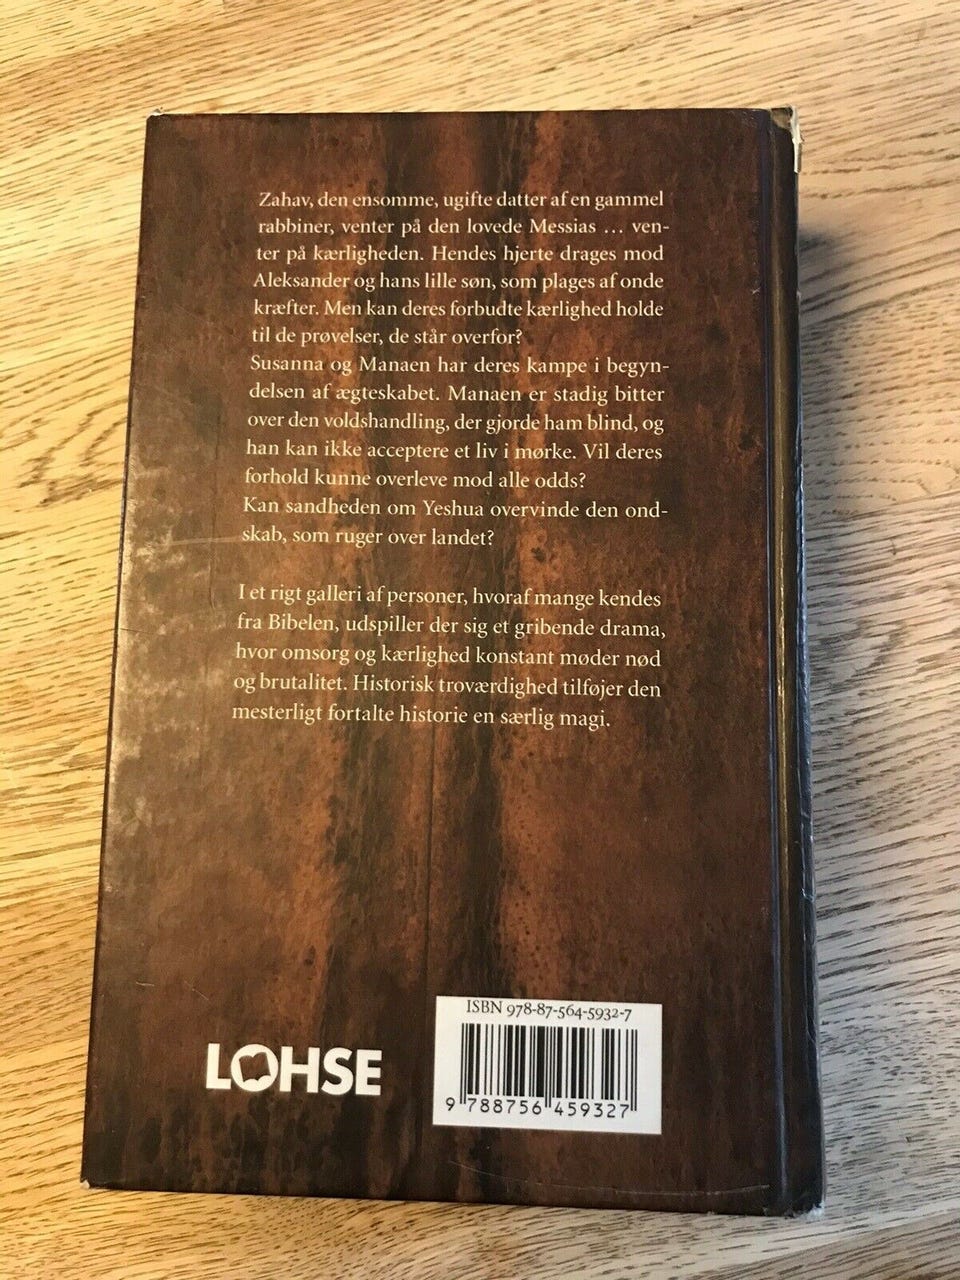 Zahav, den ensomme, ugifte datter af en gammel
rabbiner, venter på den lovede Messias … ven-
ter på kærligheden. Hendes hjerte drages mod
Aleksander og hans lille søn, som plages af onde
kræfter. Men kan deres forbudte kærlighed holde
til de prøvelser, de står overfor?
Susanna og Manaen har deres kampe i begyn-
delsen af ægteskabet. Manaen er stadig bitter
over den voldshandling, der gjorde ham blind, og
han kan ikke acceptere et liv i mørke. Vil deres
forhold kunne overleve mod alle odds?
Kan sandheden om Yeshua overvinde den ond-
skab, som ruger over landet?
I et rigt galleri af personer, hvoraf mange kendes
fra Bibelen, udspiller der sig et gribende drama,
hvor omsorg og kærlighed konstant møder nød
og brutalitet. Historisk troværdighed tilføjer den
mesterligt fortalte historie en særlig magi.
ISBN 978-87-564-5932-7
LOHSE
9 788756 459327